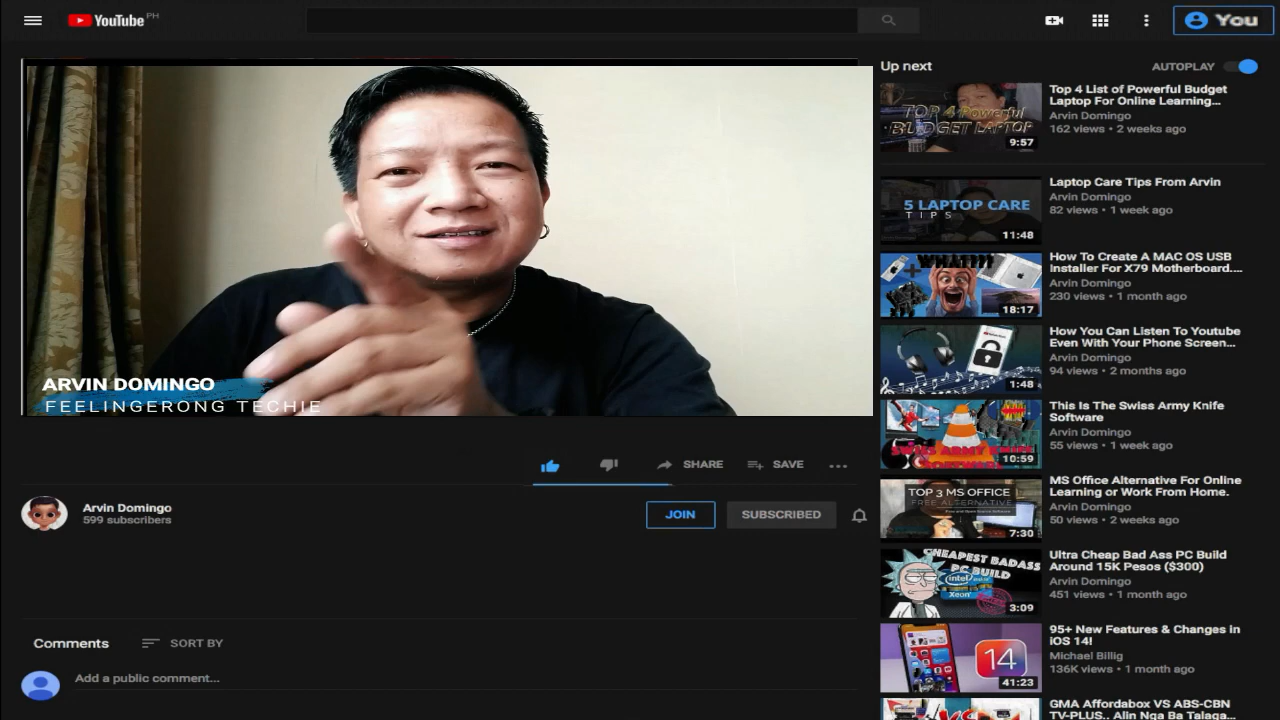 YouTube PH
You
Up next
AUTOPLAY
TOP 4 Powerful
BUDGET LAPTOP
9:57
Top 4 List of Powerful Budget
Laptop For Online Learning...
Arvin Domingo
162 views • 2 weeks ago
5 LAPTOP CARE
TIPS
11:48
Laptop Care Tips From Arvin
Arvin Domingo
82 views • 1 week ago
18:17
How To Create A MAC OS USB
Installer For X79 Motherboard....
Arvin Domingo
230 views • 1 month ago
1:48
How You Can Listen To Youtube
Even With Your Phone Screen...
Arvin Domingo
94 views • 2 months ago
SWISS ARMY KNIFE
SOFTWARE
10:59
This Is The Swiss Army Knife
Software
Arvin Domingo
55 views • 1 week ago
TOP 3 MS OFFICE
FREE ALTERNATIVE
7:30
MS Office Alternative For Online
Learning or Work From Home.
Arvin Domingo
50 views • 2 weeks ago
CHEAPEST BADASS
PC BUILD
intel
Xeon
3:09
Ultra Cheap Bad Ass PC Build
Around 15K Pesos ($300)
Arvin Domingo
451 views • 1 month ago
14
41:23
95+ New Features & Changes in
iOS 14!
Michael Billig
136K views • 1 month ago
VS
GMA Affordabox VS ABS-CBN
TV-PLUS.. Alin Nga Ba Talaga...
ARVIN DOMINGO
FEELINGERONG TECHIE
SHARE
SAVE
Arvin Domingo
599 subscribers
JOIN
SUBSCRIBED
Comments
SORT BY
Add a public comment...